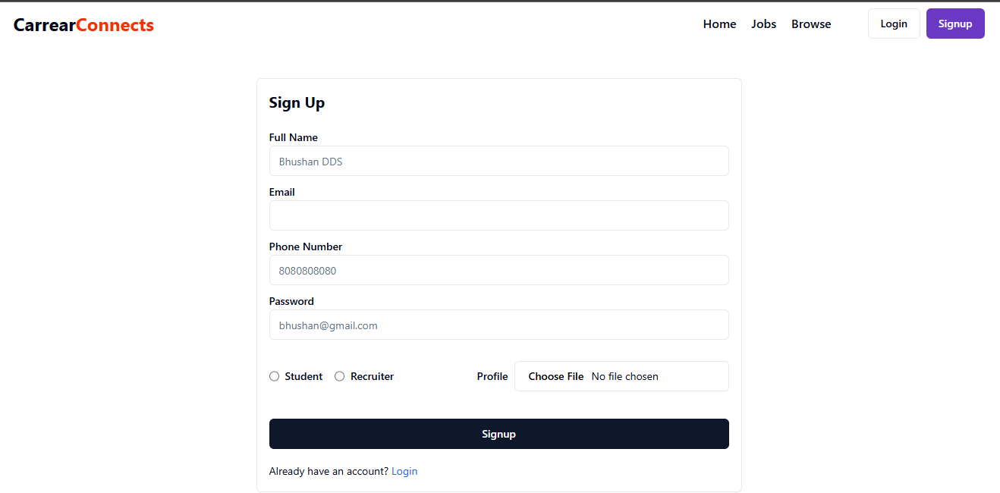 CarrearConnects
Home Jobs Browse Login Signup
Sign Up
Full Name
Bhushan DDS
Email
Phone Number
8080808080
Password
bhushan@gmail.com
Student Recruiter Profile Choose File No file chosen
Signup
Already have an account? Login